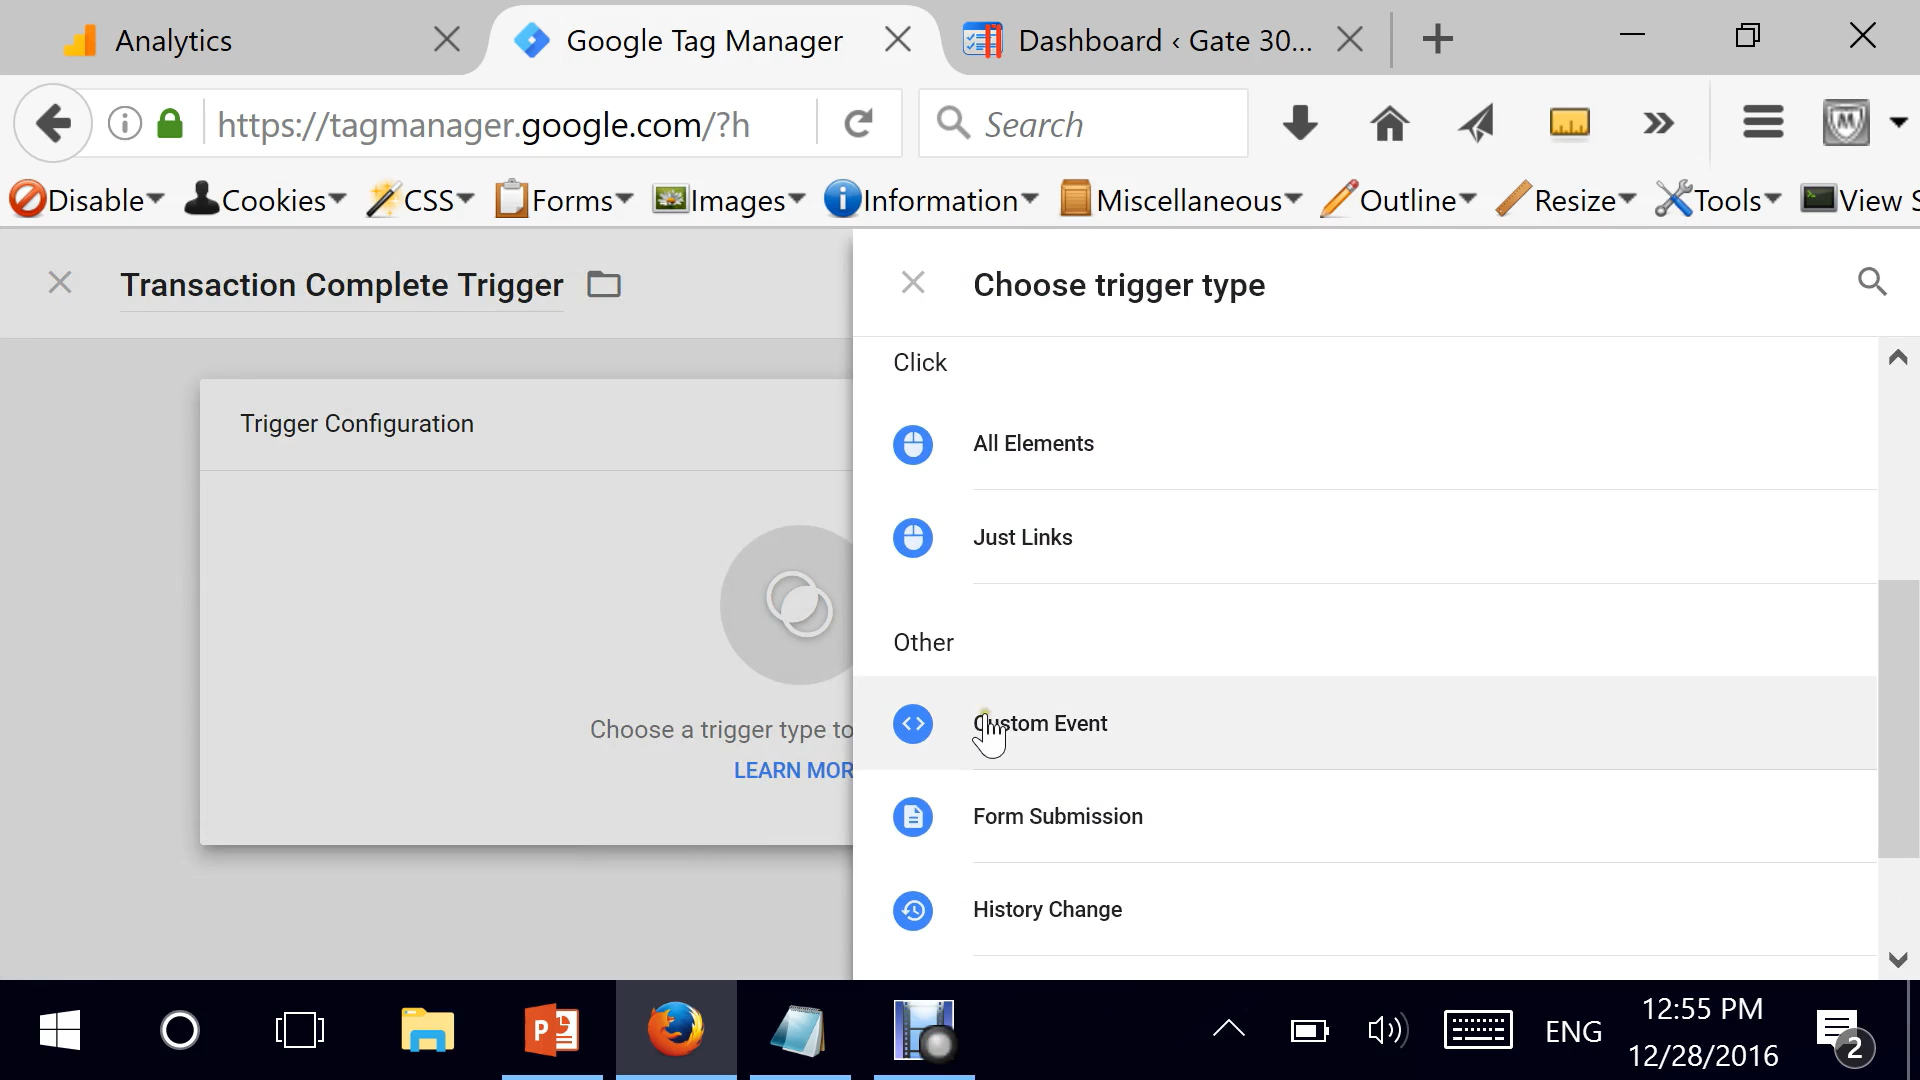 Analytics
Google Tag Manager
Dashboard ‹ Gate 30...
https://tagmanager.google.com/?h
Search
Disable
Cookies
CSS
Forms
Images
Information
Miscellaneous
Outline
Resize
Tools
View S
Transaction Complete Trigger
Choose trigger type
Trigger Configuration
Choose a trigger type to
LEARN MOR
Click
All Elements
Just Links
Other
Custom Event
Form Submission
History Change
ENG
12:55 PM
12/28/2016
2